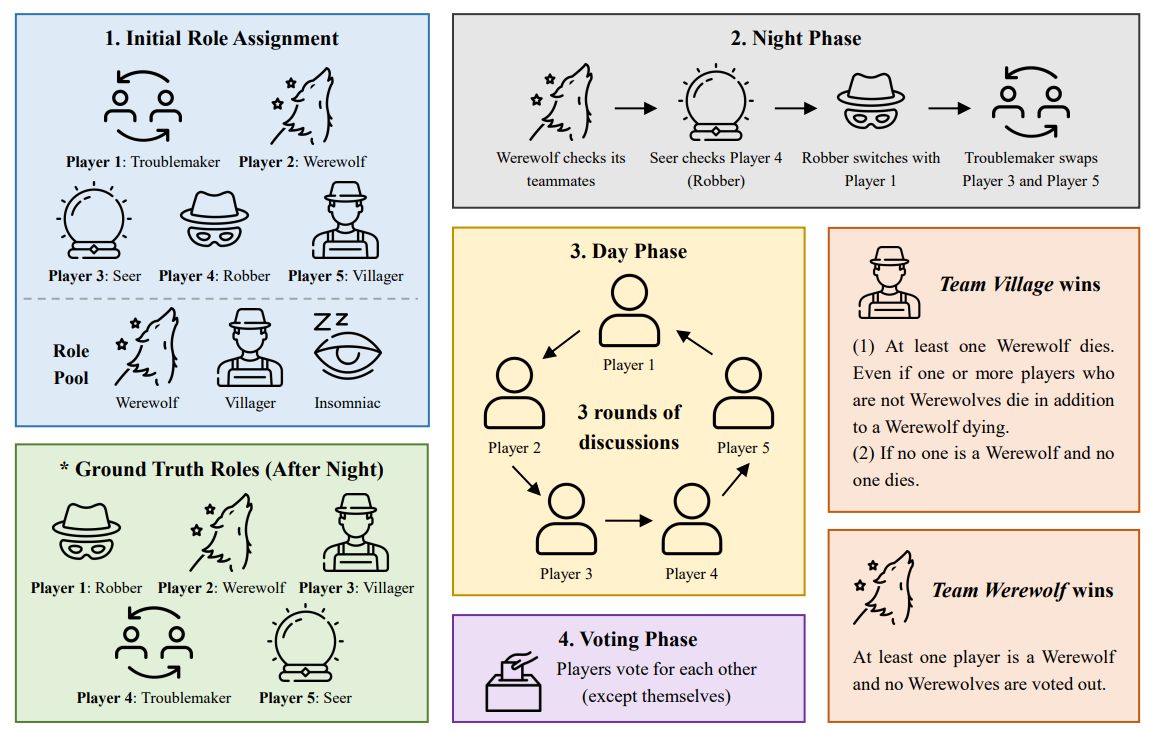 1. Initial Role Assignment
Player 1: Troublemaker
Player 2: Werewolf
Player 3: Seer
Player 4: Robber
Player 5: Villager
Role
Pool
ZZ
Werewolf
Villager
Insomniac
* Ground Truth Roles (After Night)
Player 1: Robber
Player 2: Werewolf
Player 3: Villager
Player 4: Troublemaker
Player 5: Seer
2. Night Phase
Werewolf checks its
teammates
Seer checks Player 4
(Robber)
Robber switches with
Player 1
Troublemaker swaps
Player 3 and Player 5
3. Day Phase
Player 1
Player 2
3 rounds of
discussions
Player 5
Player 3
Player 4
4. Voting Phase
Players vote for each other
(except themselves)
Team Village wins
(1) At least one Werewolf dies.
Even if one or more players who
are not Werewolves die in addition
to a Werewolf dying.
(2) If no one is a Werewolf and no
one dies.
Team Werewolf wins
At least one player is a Werewolf
and no Werewolves are voted out.